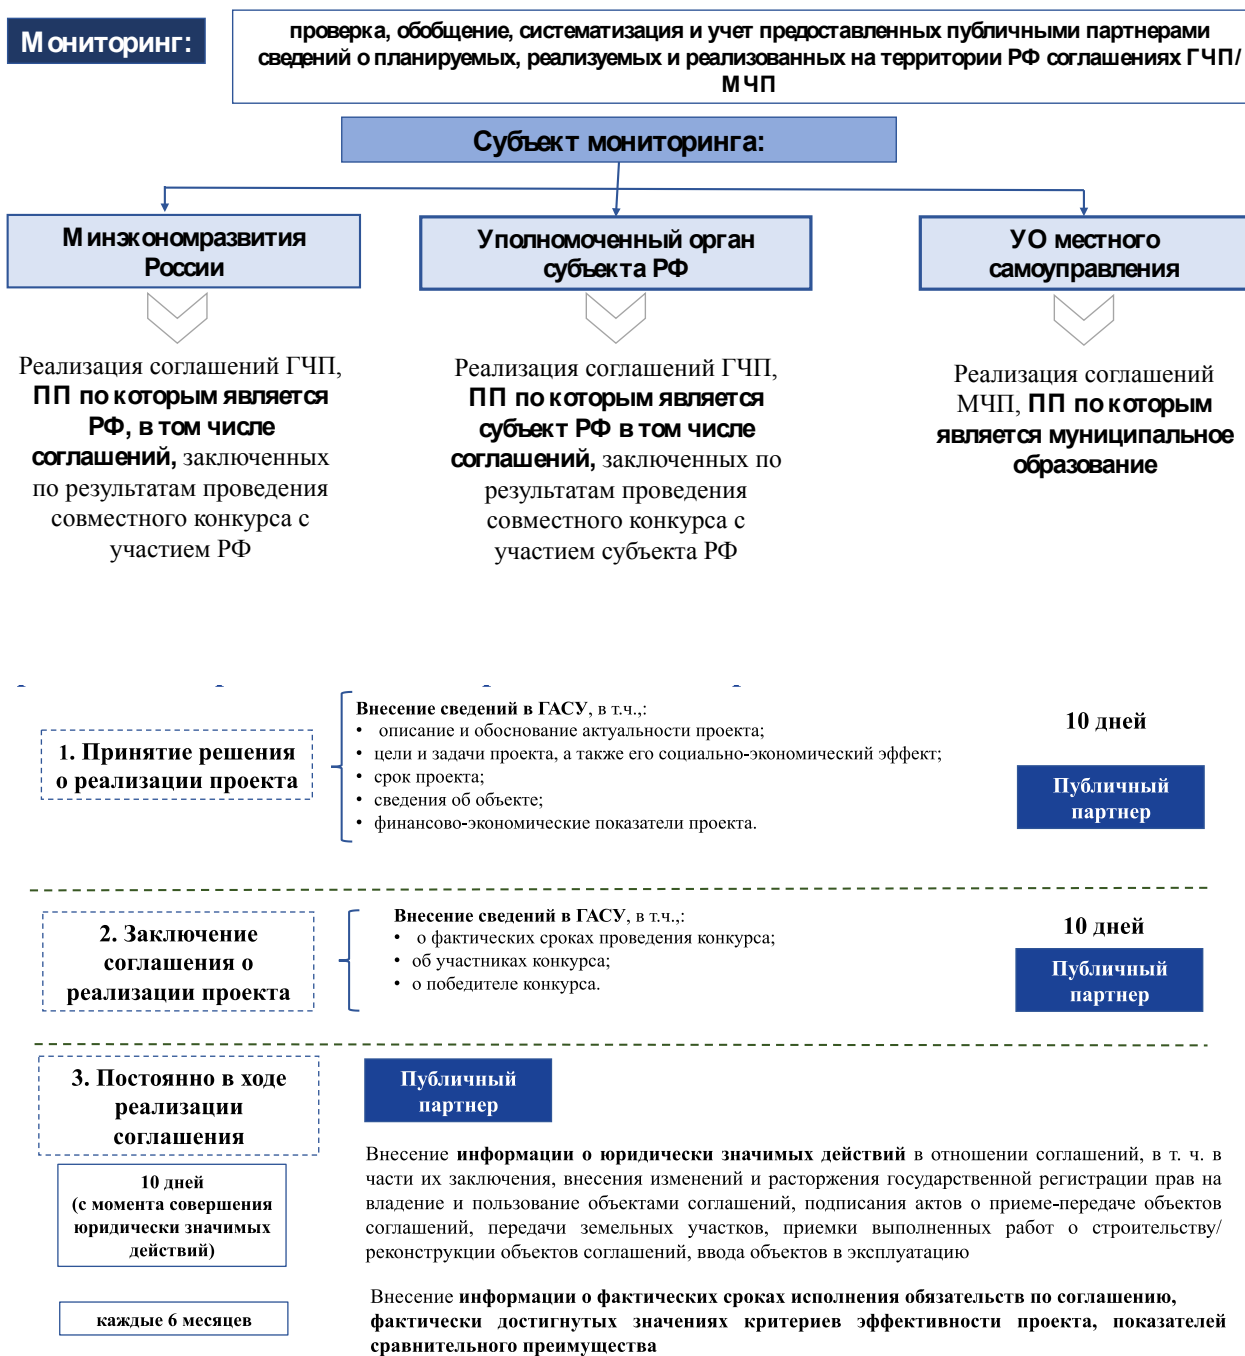 Мониторинг:
проверка, обобщение, систематизация и учет предоставленных публичными партнерами
сведений о планируемых, реализуемых и реализованных на территории РФ соглашениях ГЧП/
МЧП
Субъект мониторинга:
Минэкономразвития
России
Уполномоченный орган
субъекта РФ
УО местного
самоуправления
Реализация соглашений ГЧП,
ПП по которым является
РФ, в том числе
соглашений, заключенных
по результатам проведения
совместного конкурса с
участием РФ
Реализация соглашений ГЧП,
ПП по которым является
субъект РФ в том числе
соглашений, заключенных по
результатам проведения
совместного конкурса с
участием субъекта РФ
Реализация соглашений
МЧП, ПП по которым
является муниципальное
образование
1. Принятие решения
о реализации проекта
Внесение сведений в ГАСУ, в т.ч.,:
• описание и обоснование актуальности проекта;
• цели и задачи проекта, а также его социально-экономический эффект;
• срок проекта;
• сведения об объекте;
• финансово-экономические показатели проекта.
10 дней
Публичный
партнер
2. Заключение
соглашения о
реализации проекта
Внесение сведений в ГАСУ, в т.ч.,:
• о фактических сроках проведения конкурса;
• об участниках конкурса;
• о победителе конкурса.
10 дней
Публичный
партнер
3. Постоянно в ходе
реализации
соглашения
Публичный
партнер
10 дней
(с момента совершения
юридически значимых
действий)
Внесение информации о юридически значимых действий в отношении соглашений, в т. ч. в
части их заключения, внесения изменений и расторжения государственной регистрации прав на
владение и пользование объектами соглашений, подписания актов о приеме-передаче объектов
соглашений, передачи земельных участков, приемки выполненных работ о строительству/
реконструкции объектов соглашений, ввода объектов в эксплуатацию
каждые 6 месяцев
Внесение информации о фактических сроках исполнения обязательств по соглашению,
фактически достигнутых значениях критериев эффективности проекта, показателей
сравнительного преимущества